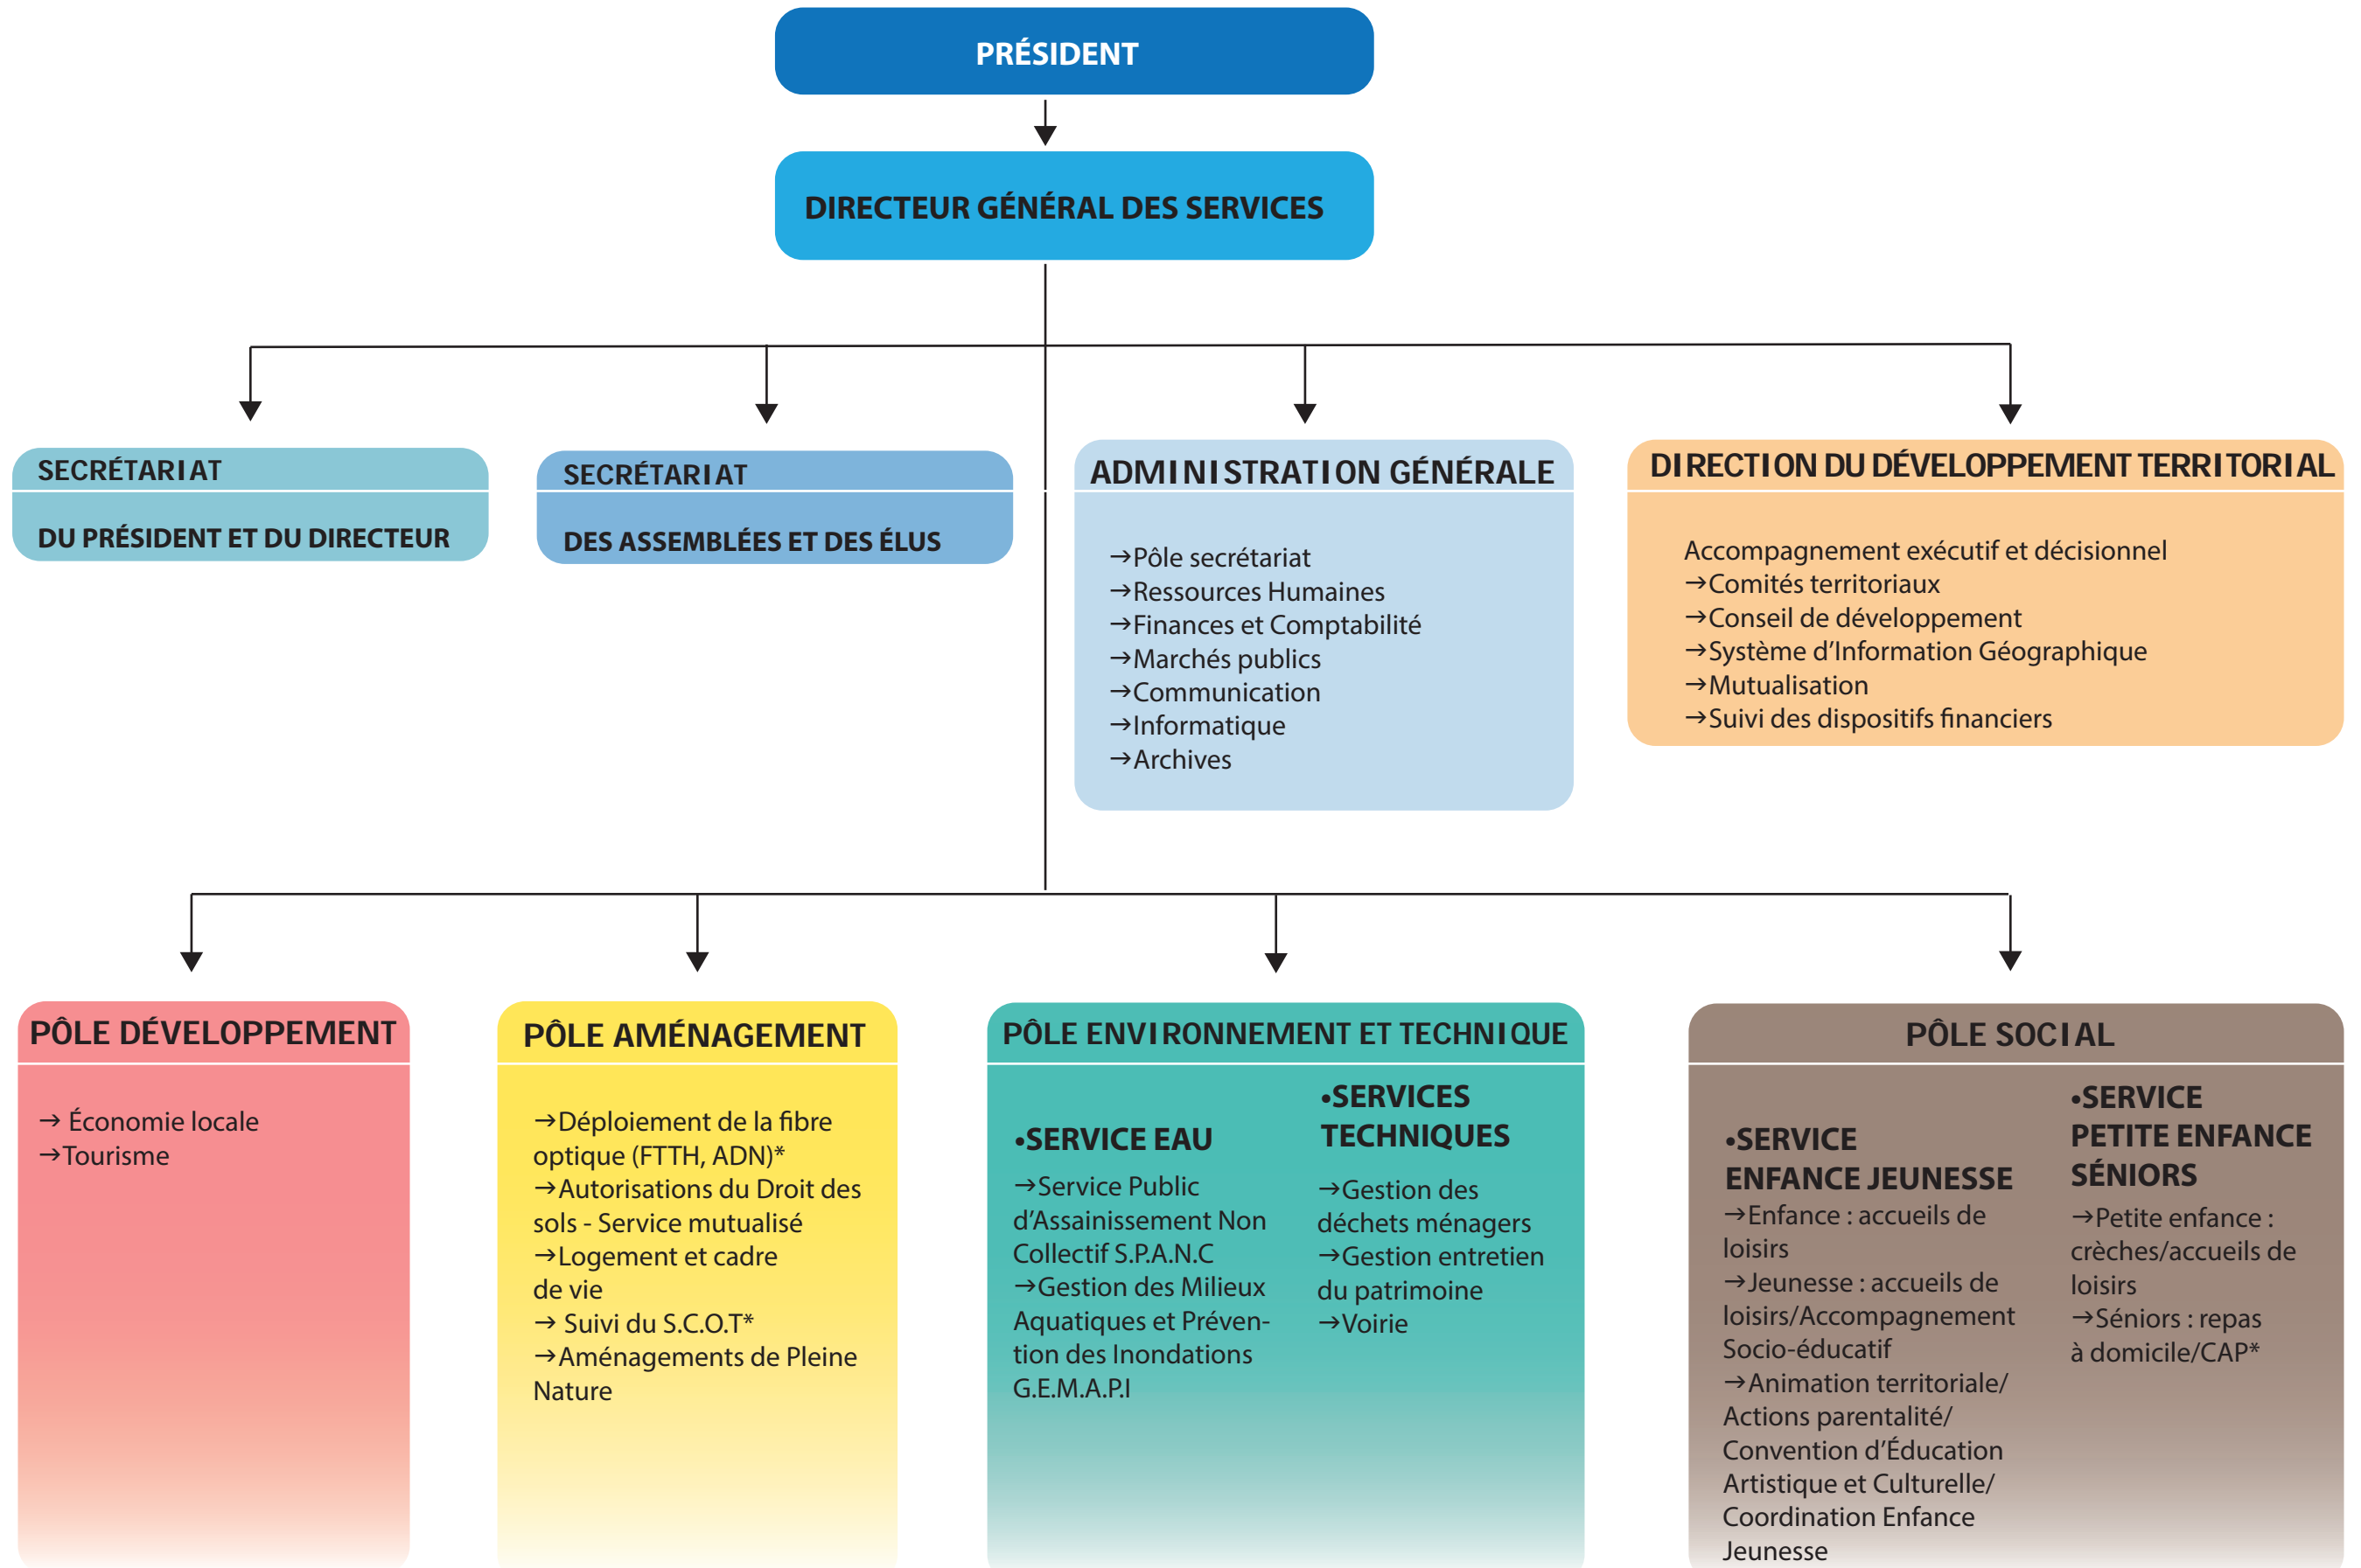 PRÉSIDENT
DIRECTEUR GÉNÉRAL DES SERVICES
SECRÉTARIAT
DU PRÉSIDENT ET DU DIRECTEUR
SECRÉTARIAT
DES ASSEMBLÉES ET DES ÉLUS
ADMINISTRATION GÉNÉRALE
→Pôle secrétariat
→Ressources Humaines
→Finances et Comptabilité
→Marchés publics
→Communication
→Informatique
→Archives
DIRECTION DU DÉVELOPPEMENT TERRITORIAL
Accompagnement exécutif et décisionnel
→Comités territoriaux
→Conseil de développement
→Système d'Information Géographique
→Mutualisation
→Suivi des dispositifs financiers
PÔLE DÉVELOPPEMENT
→ Économie locale
→Tourisme
PÔLE AMÉNAGEMENT
→Déploiement de la fibre
optique (FTTH, ADN)*
→Autorisations du Droit des
sols - Service mutualisé
→Logement et cadre
de vie
→ Suivi du S.C.O.T*
→Aménagements de Pleine
Nature
PÔLE ENVIRONNEMENT ET TECHNIQUE
•SERVICE EAU
→Service Public
d'Assainissement Non
Collectif S.P.A.N.C
→Gestion des Milieux
Aquatiques et Préven-
tion des Inondations
G.E.M.A.P.I
•SERVICES
TECHNIQUES
→Gestion des
déchets ménagers
→Gestion entretien
du patrimoine
→Voirie
PÔLE SOCIAL
•SERVICE
ENFANCE JEUNESSE
→Enfance : accueils de
loisirs
→Jeunesse : accueils de
loisirs/Accompagnement
Socio-éducatif
→Animation territoriale/
Actions parentalité/
Convention d'Éducation
Artistique et Culturelle/
Coordination Enfance
Jeunesse
•SERVICE
PETITE ENFANCE
SÉNIORS
→Petite enfance :
crèches/accueils de
loisirs
→Séniors : repas
à domicile/CAP*